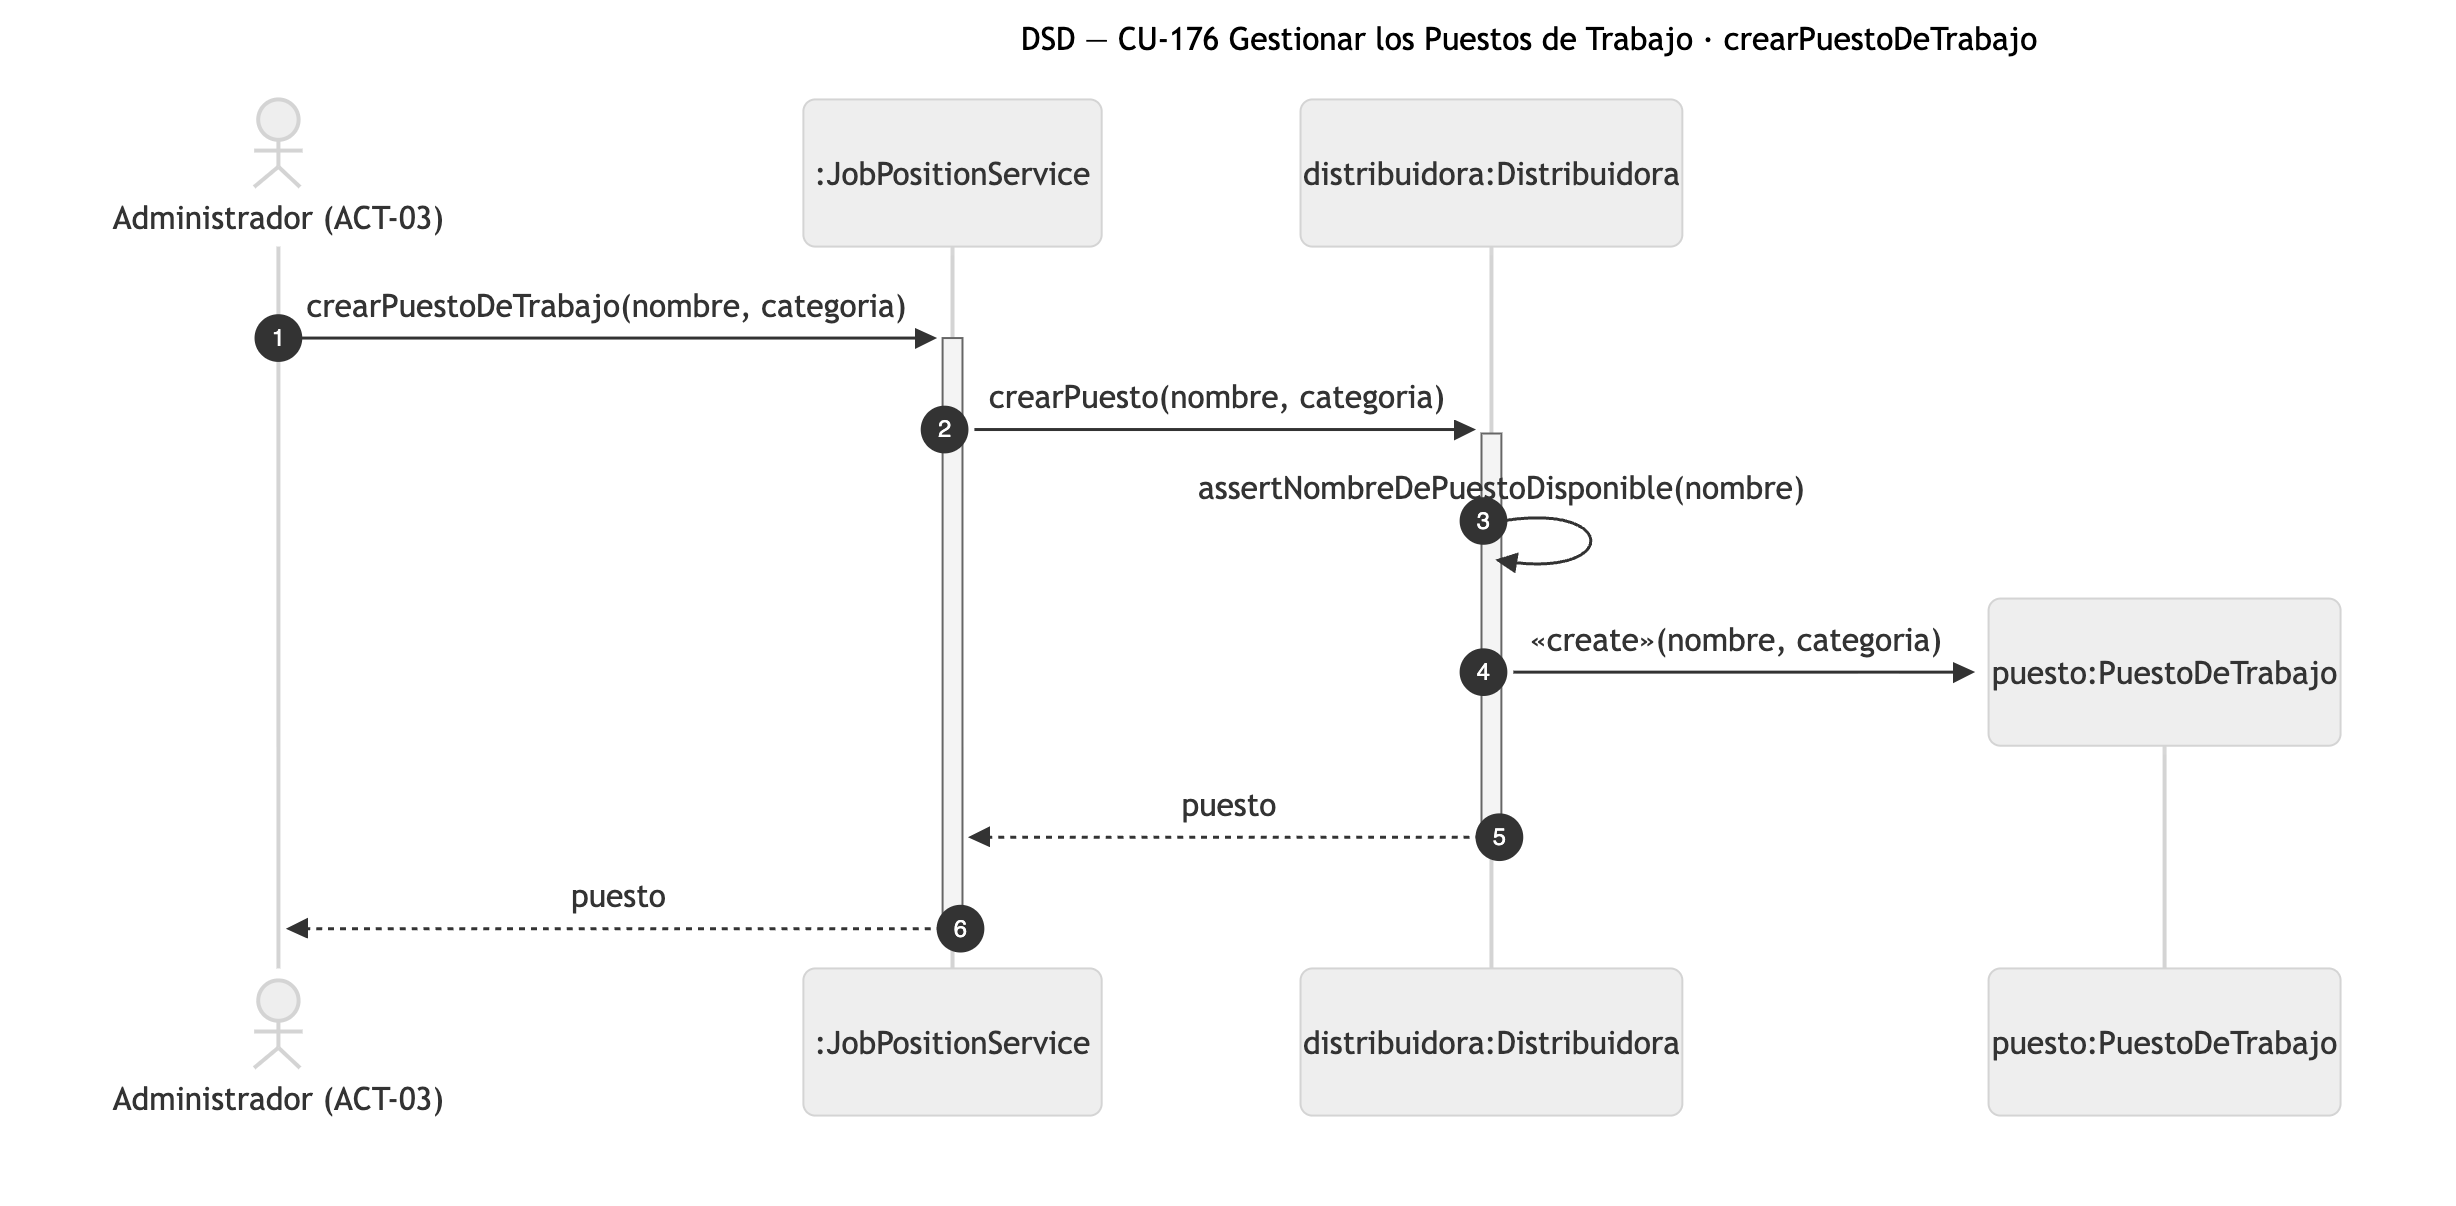 DSD — CU-176 Gestionar los Puestos de Trabajo · crearPuestoDeTrabajo
Administrador (ACT-03)
:JobPositionService
distribuidora:Distribuidora
crearPuestoDeTrabajo(nombre, categoria)
1
crearPuesto(nombre, categoria)
2
assertNombreDePuestoDisponible(nombre)
3
«create»(nombre, categoria)
4
puesto:PuestoDeTrabajo
puesto
5
puesto
6
Administrador (ACT-03)
:JobPositionService
distribuidora:Distribuidora
puesto:PuestoDeTrabajo